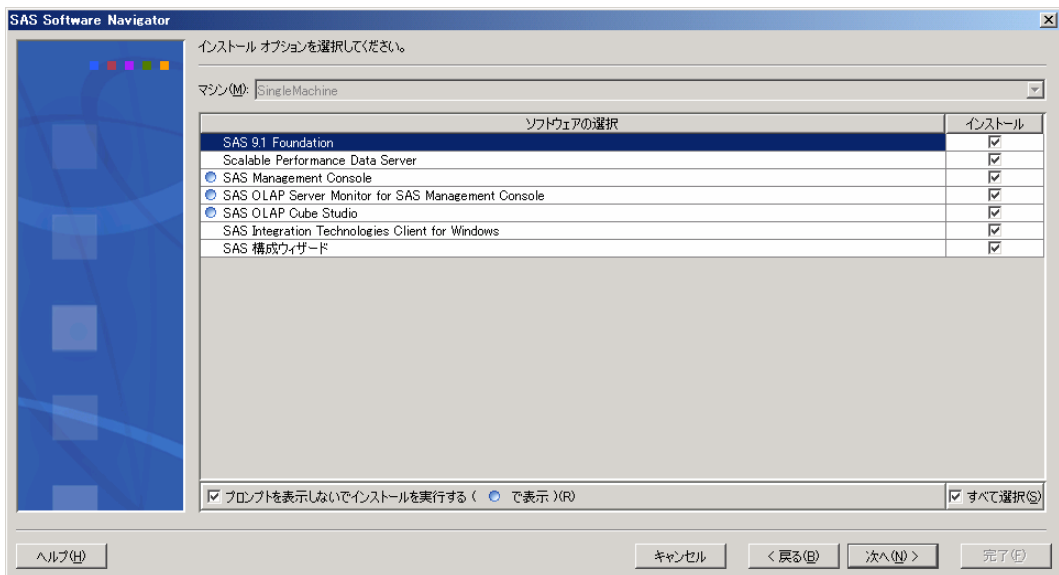 SAS Software Navigator
インストール オプションを選択してください。
マシン(M): SingleMachine
ソフトウェアの選択 インストール
SAS 9.1 Foundation
Scalable Performance Data Server
SAS Management Console
SAS OLAP Server Monitor for SAS Management Console
SAS OLAP Cube Studio
SAS Integration Technologies Client for Windows
SAS 構成ウィザード
プロンプトを表示しないでインストールを実行する ( で表示 )(R) すべて選択(S)
ヘルプ(H) キャンセル < 戻る(B) 次へ(N) > 完了(F)